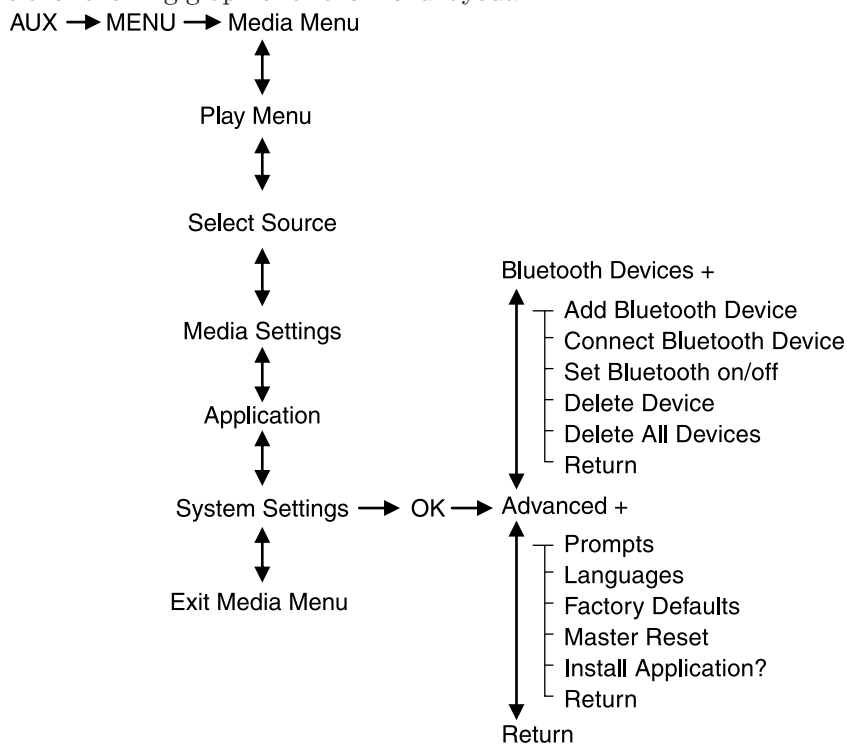 AUX MENU Media Menu
Play Menu
Select Source
Media Settings
Application
System Settings OK Advanced +
Exit Media Menu
Bluetooth Devices +
Add Bluetooth Device
Connect Bluetooth Device
Set Bluetooth on/off
Delete Device
Delete All Devices
Return
Prompts
Languages
Factory Defaults
Master Reset
Install Application?
Return
Return